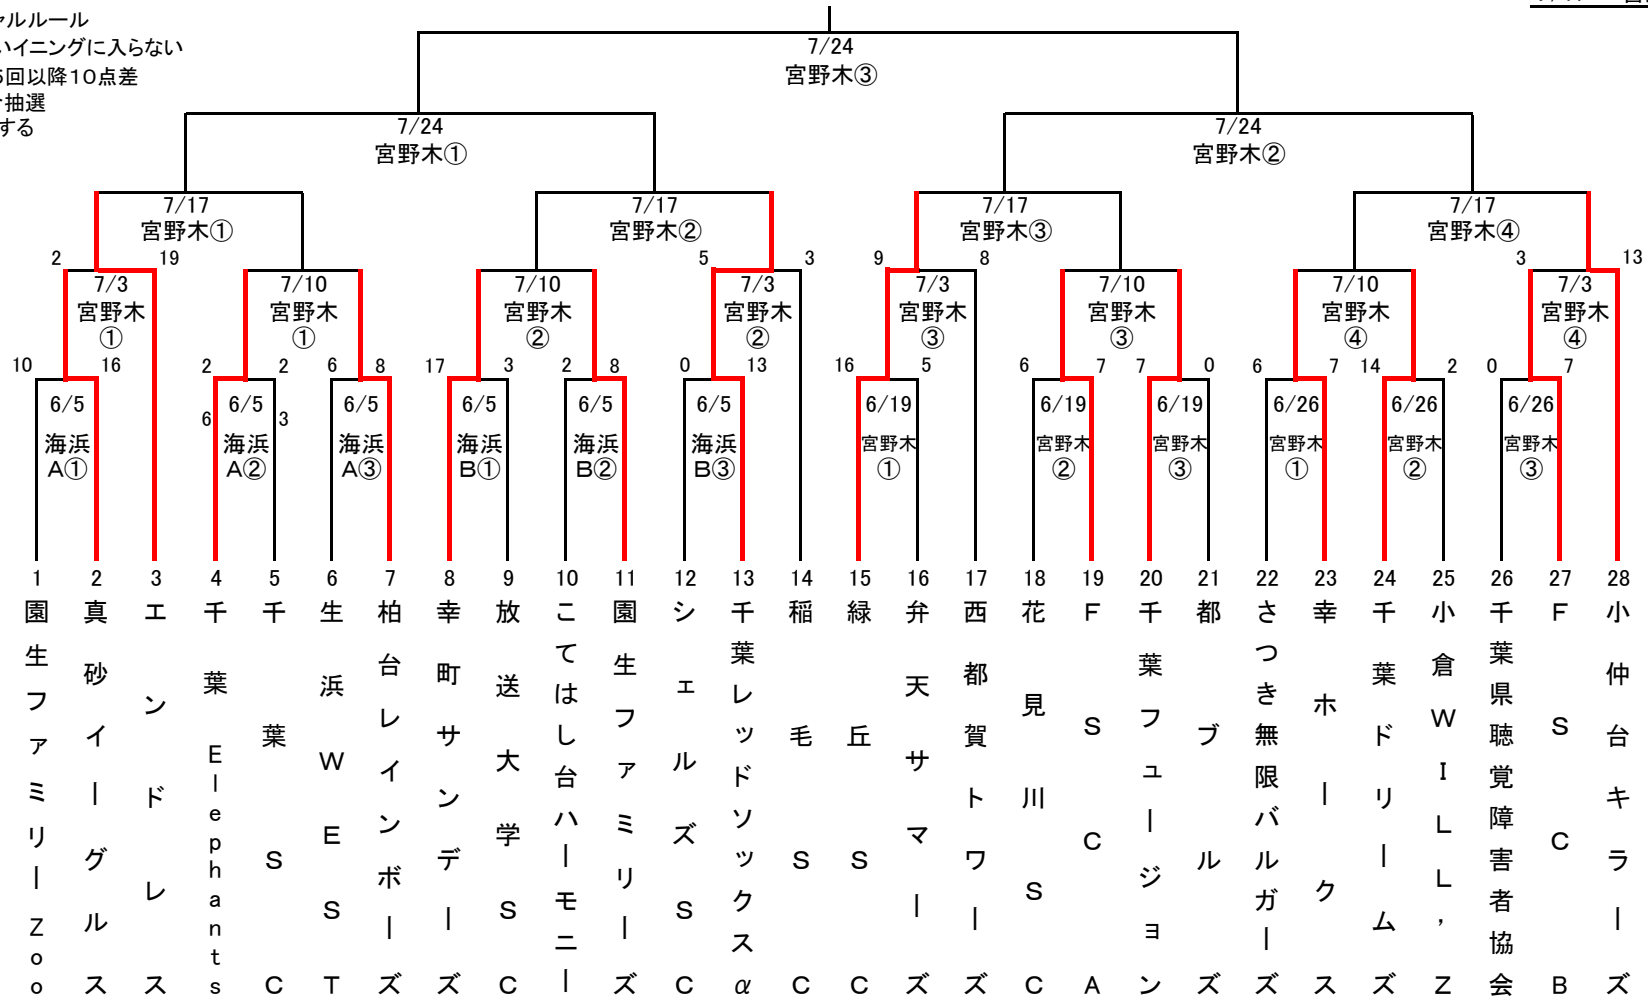 ャルルール
いイニングに入らない
5回以降10点差
合抽選
する
7/24
宮野木③
7/24
宮野木①
7/24
宮野木②
7/17
宮野木①
7/17
宮野木②
7/17
宮野木③
7/17
宮野木④
2 19 5 3 9 8 3 13
7/3
宮野木
①
7/10
宮野木
①
7/10
宮野木
②
7/3
宮野木
②
7/3
宮野木
③
7/10
宮野木
③
7/10
宮野木
④
7/3
宮野木
④
10 16 2 2 6 8 17 3 2 8 0 13 16 5 6 7 7 0 6 7 14 2 0 7
6 3
6/5
海浜
A①
6/5
海浜
A②
6/5
海浜
A③
6/5
海浜
B①
6/5
海浜
B②
6/5
海浜
B③
6/19
宮野木
①
6/19
宮野木
②
6/19
宮野木
③
6/26
宮野木
①
6/26
宮野木
②
6/26
宮野木
③
1 2 3 4 5 6 7 8 9 10 11 12 13 14 15 16 17 18 19 20 21 22 23 24 25 26 27 28
園生ファミリーZoo
真砂イーグルス
エンドレス
千葉Elephants
千葉SC
生浜WEST
柏台レインボーズ
幸町サンデーズ
放送大学SC
こてはし台ハーモニー
園生ファミリーズ
シェルズSC
千葉レッドソックスα
稲毛SC
緑丘SC
弁天サマーズ
西都賀トワーズ
花見川SC
FSCA
千葉フュージョン
都ブルズ
さつき無限バルガーズ
幸ホークス
千葉ドリームズ
小倉WILL,Z
千葉県聴覚障害者協会
FSCB
小仲台キラーズ